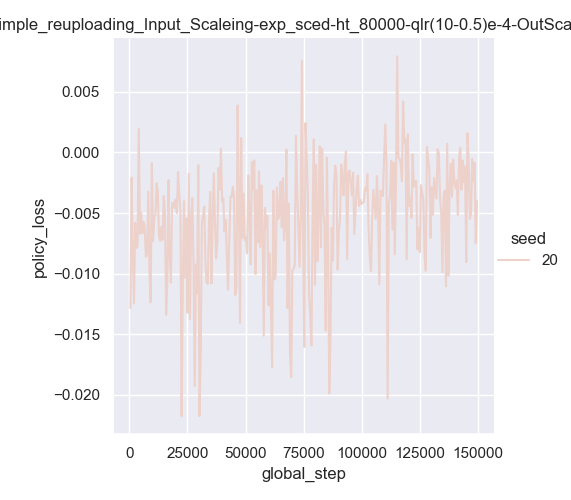 imple_reuploading_Input_Scaleing-exp_sced-ht_80000-qlr(10-0.5)e-4-OutSca
0.005
0.000
−0.005
−0.010
−0.015
−0.020
policy_loss
seed
20
0 25000 50000 75000 100000 125000 150000
global_step